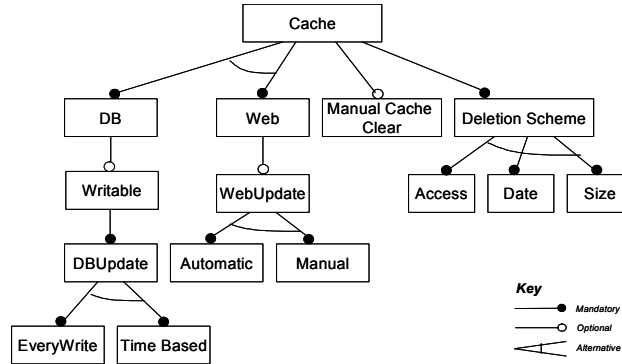 Cache
DB
Web
Manual Cache
Clear
Deletion Scheme
Writable
WebUpdate
Access
Date
Size
DBUpdate
Automatic
Manual
EveryWrite
Time Based
Key
Mandatory
Optional
Alternative